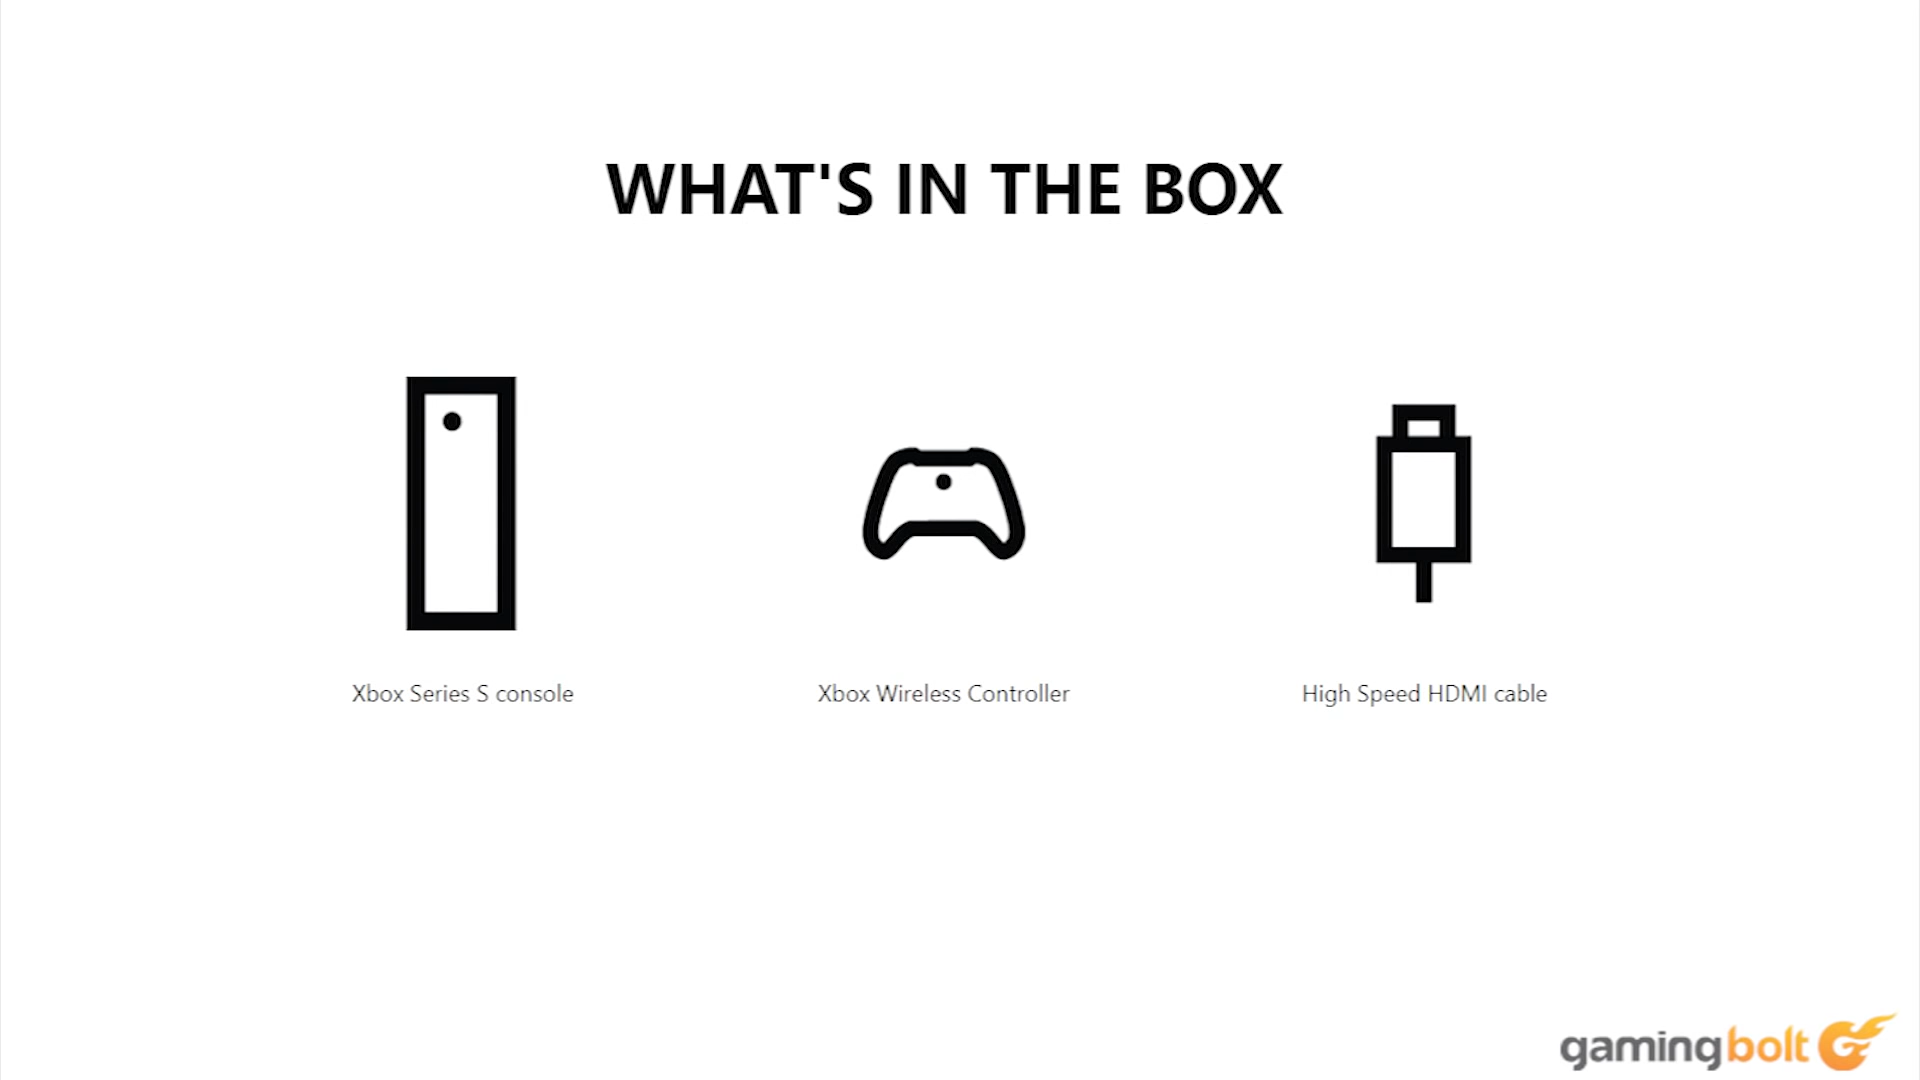 WHAT'S IN THE BOX
Xbox Series S console
Xbox Wireless Controller
High Speed HDMI cable
gamingbolt